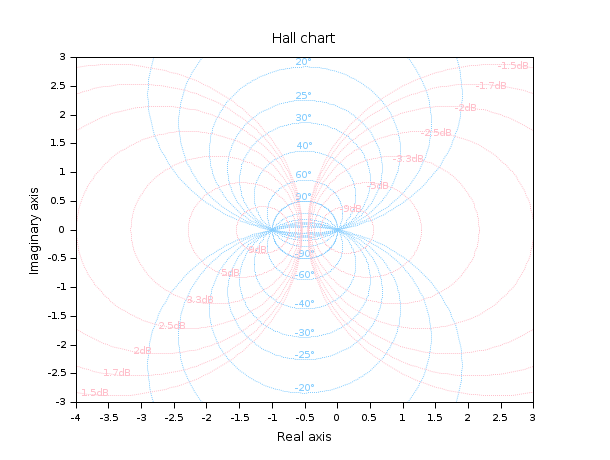 Hall chart
3
2.5
2
1.5
1
0.5
0
-0.5
-1
-1.5
-2
-2.5
-3
Imaginary axis
20°
25°
30°
40°
60°
90°
-90°
-60°
-40°
-30°
-25°
-20°
-1.5dB
-1.7dB
-2dB
-2.5dB
-3.3dB
-5dB
-9dB
9dB
5dB
3.3dB
2.5dB
2dB
1.7dB
1.5dB
-4 -3.5 -3 -2.5 -2 -1.5 -1 -0.5 0 0.5 1 1.5 2 2.5 3
Real axis